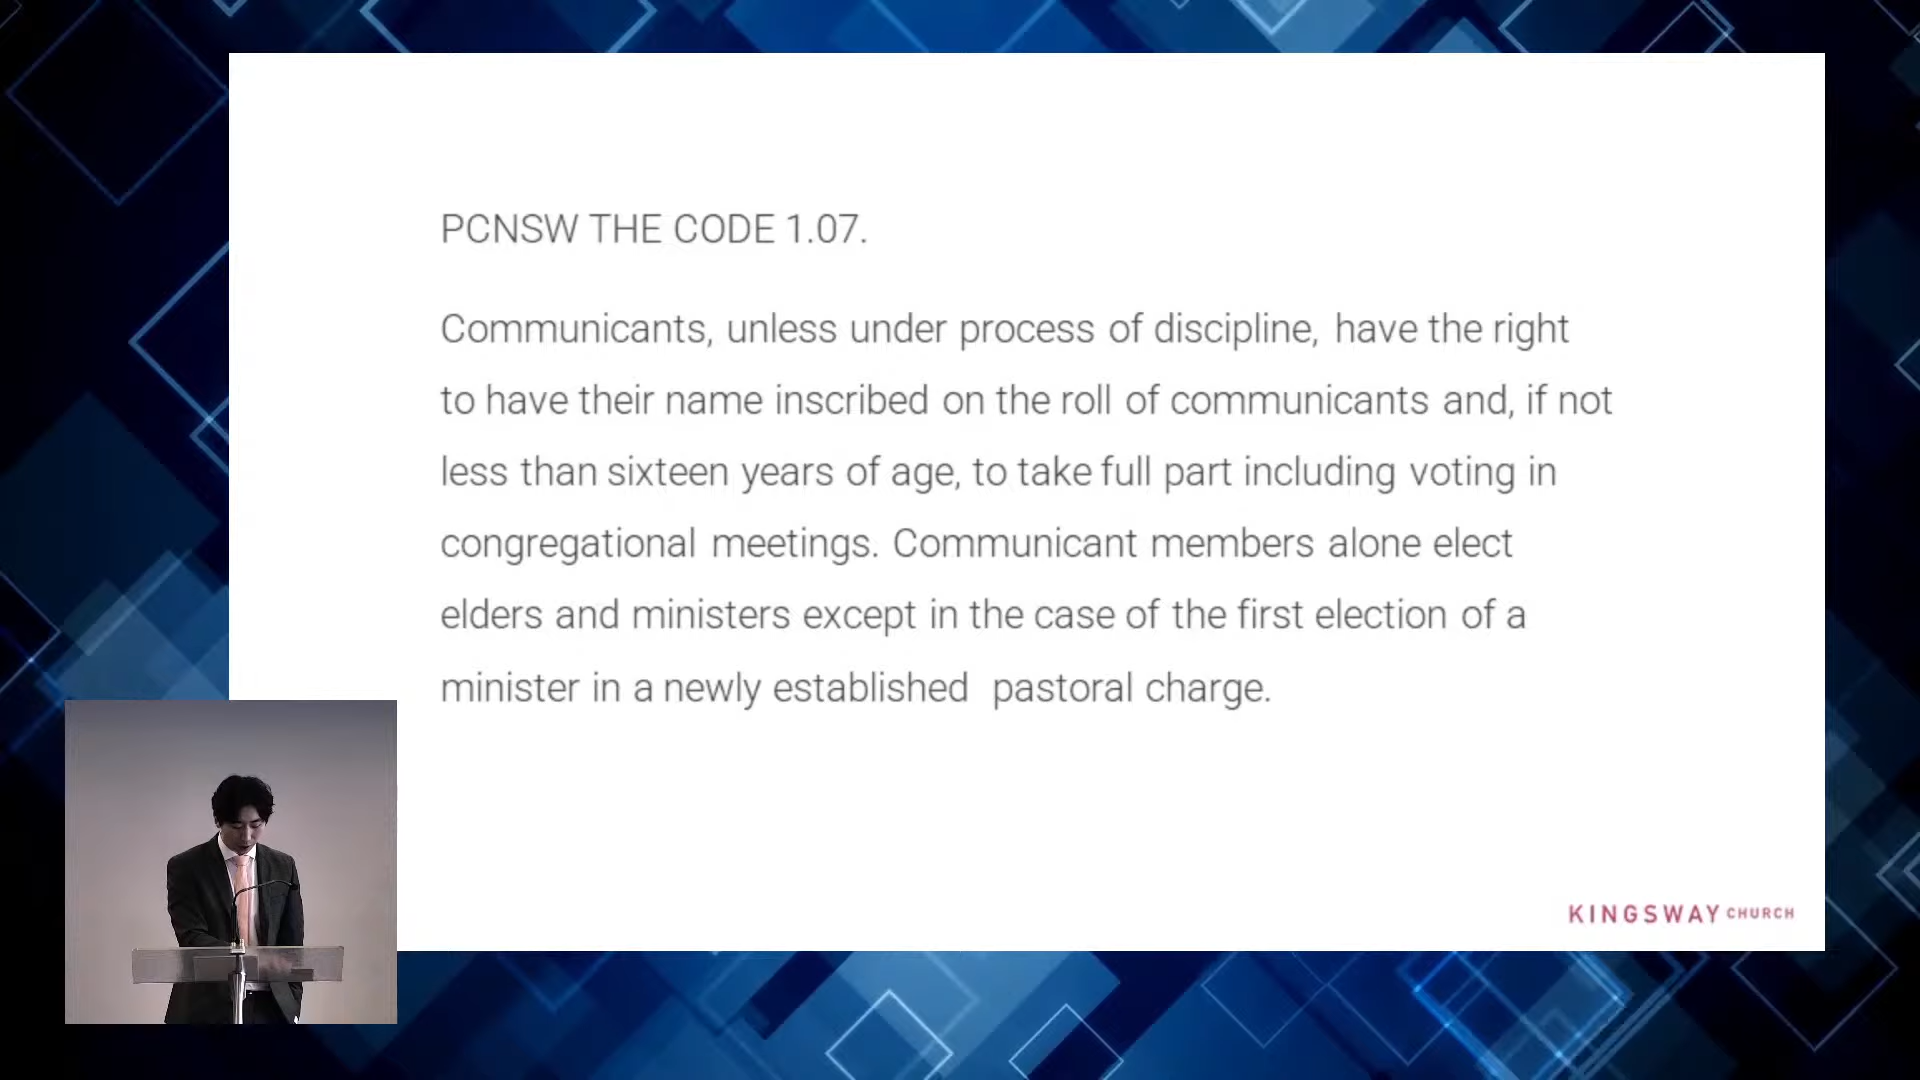 PCNSW THE CODE 1.07.
Communicants, unless under process of discipline, have the right
to have their name inscribed on the roll of communicants and, if not
less than sixteen years of age, to take full part including voting in
congregational meetings. Communicant members alone elect
elders and ministers except in the case of the first election of a
minister in a newly established pastoral charge.
KINGSWAY CHURCH